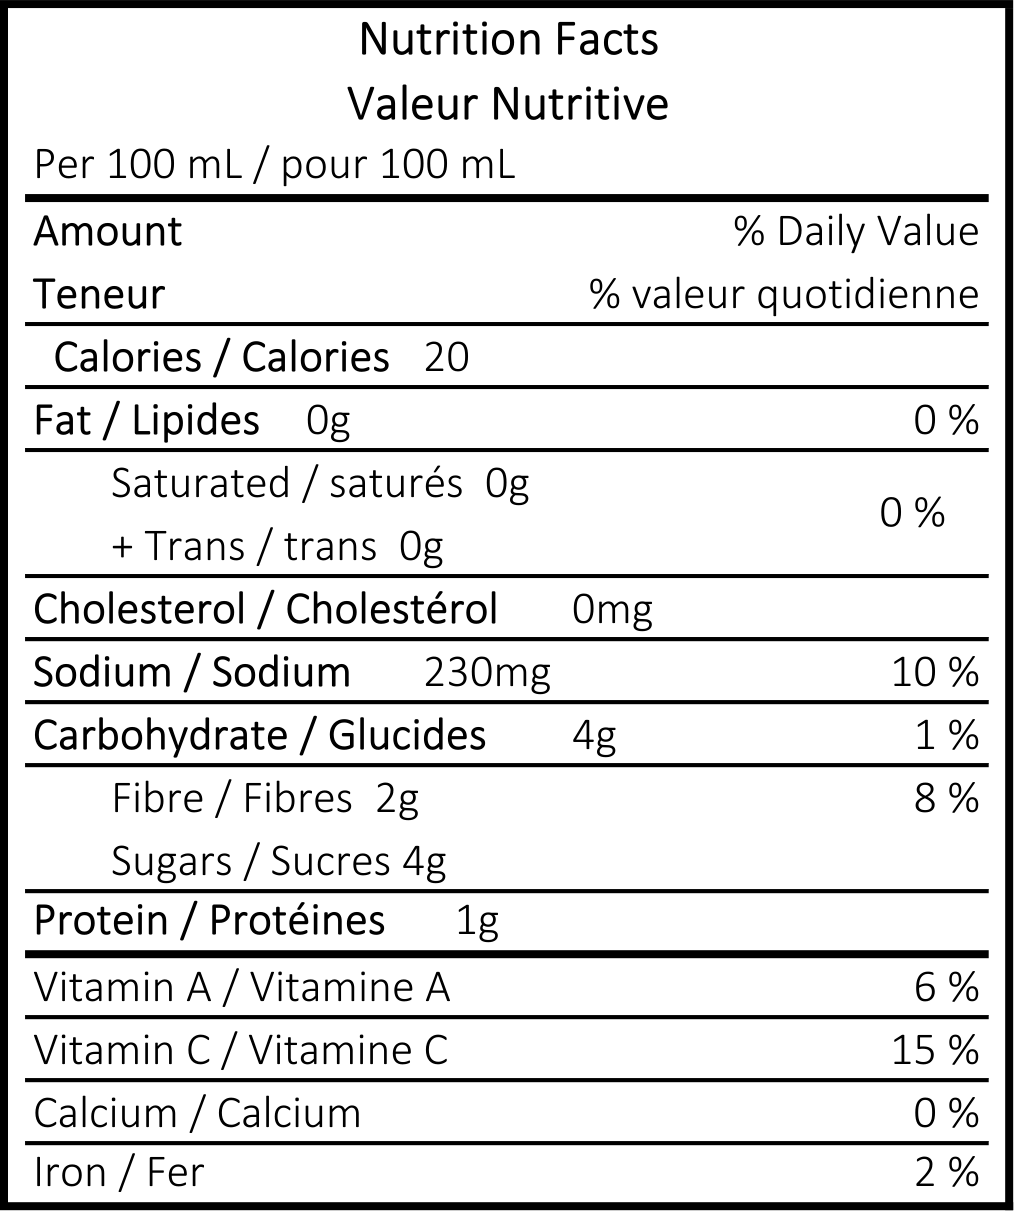 Nutrition Facts
Valeur Nutritive
Per 100 mL / pour 100 mL
Amount % Daily Value
Teneur % valeur quotidienne
Calories / Calories 20
Fat / Lipides 0g 0 %
Saturated / saturés 0g
0 %
+ Trans / trans 0g
Cholesterol / Cholestérol 0mg
Sodium / Sodium 230mg 10 %
Carbohydrate / Glucides 4g 1 %
Fibre / Fibres 2g 8 %
Sugars / Sucres 4g
Protein / Protéines 1g
Vitamin A / Vitamine A 6 %
Vitamin C / Vitamine C 15 %
Calcium / Calcium 0 %
Iron / Fer 2 %